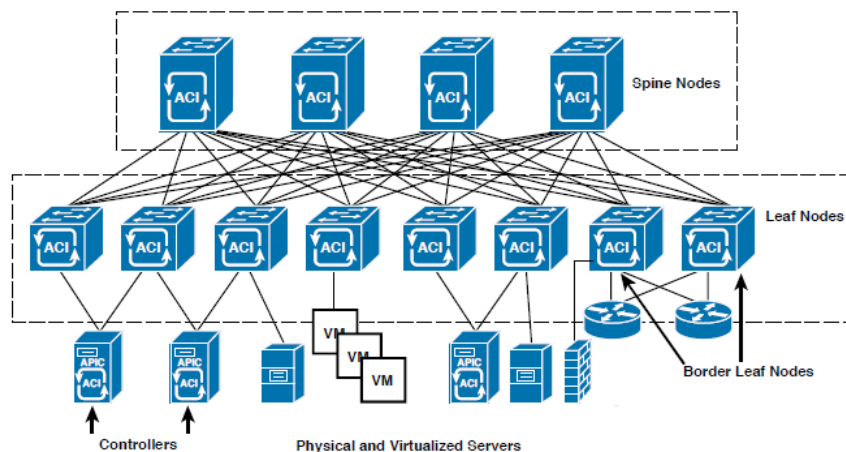 ACI
ACI
ACI
ACI
Spine Nodes
Leaf Nodes
ACI
ACI
ACI
ACI
ACI
ACI
ACI
ACI
VM
VM
VM
APIC
ACI
APIC
ACI
APIC
ACI
Border Leaf Nodes
Controllers
Physical and Virtualized Servers